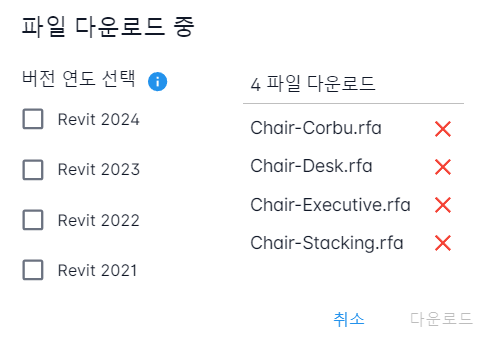 파일 다운로드 중
버전 연도 선택
Revit 2024
Revit 2023
Revit 2022
Revit 2021
4 파일 다운로드
Chair-Corbu.rfa
Chair-Desk.rfa
Chair-Executive.rfa
Chair-Stacking.rfa
취소 다운로드